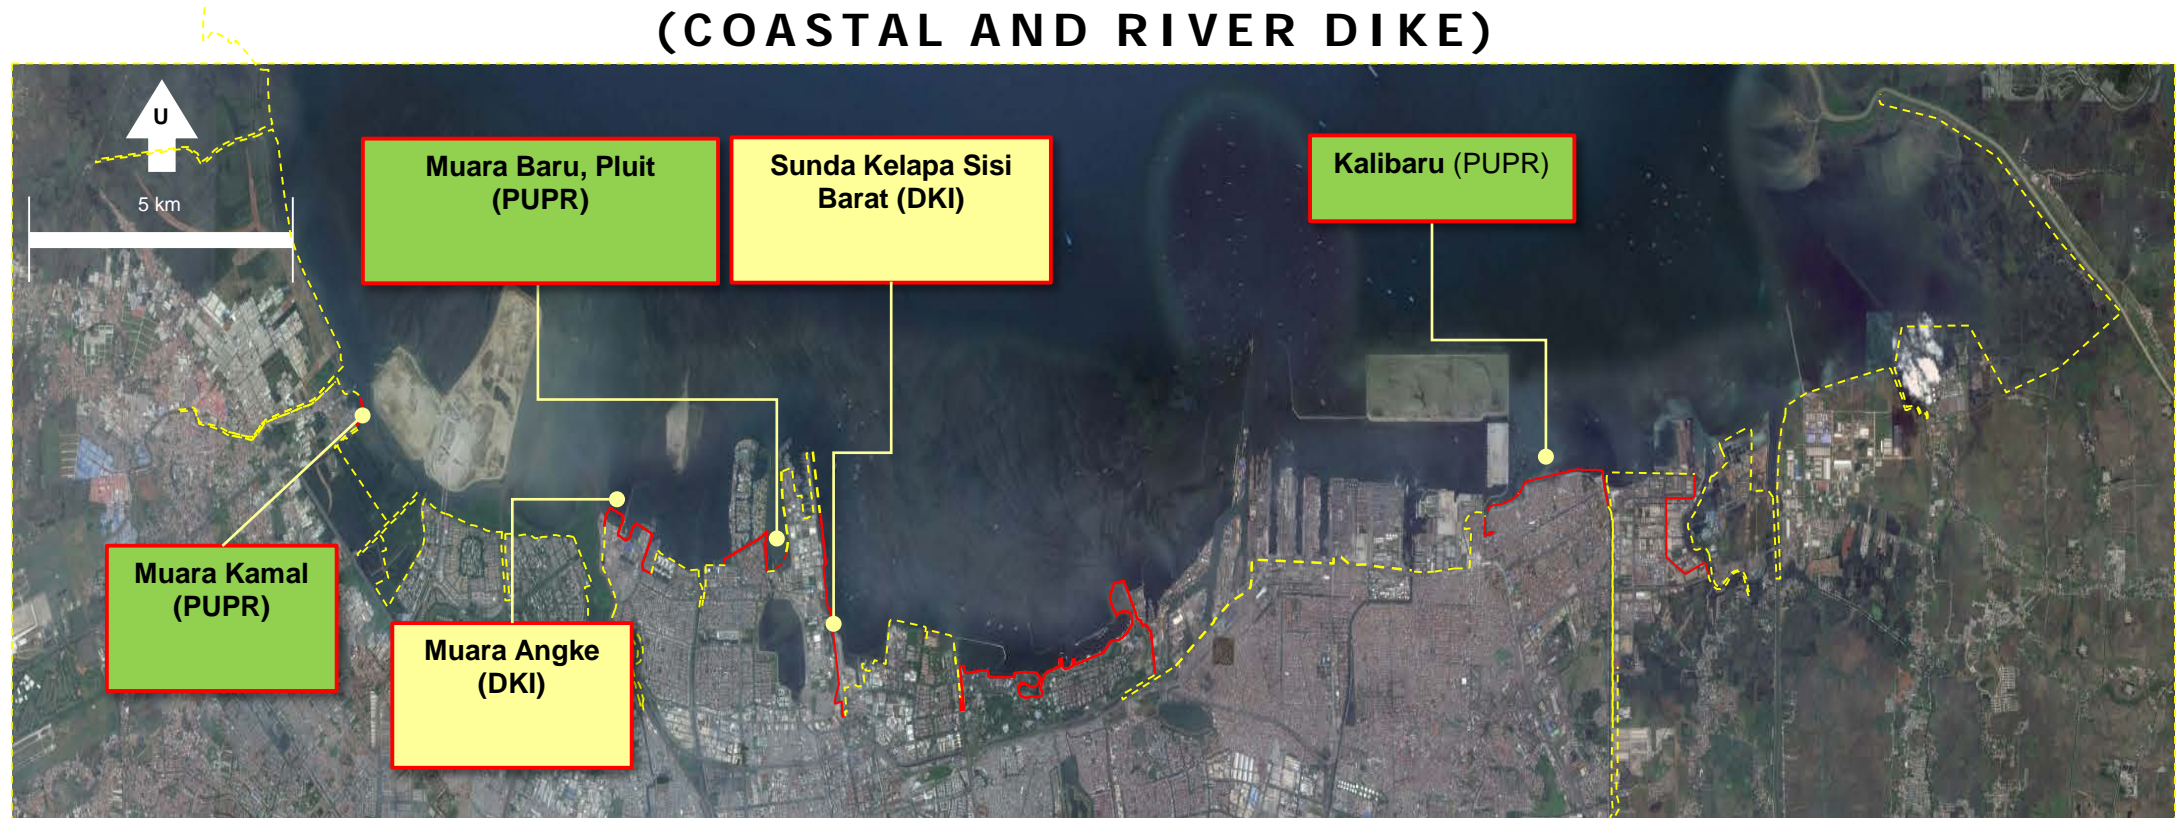 (COASTAL AND RIVER DIKE)
U
5 km
Muara Baru, Pluit
(PUPR)
Sunda Kelapa Sisi
Barat (DKI)
Kalibaru (PUPR)
Muara Kamal
(PUPR)
Muara Angke
(DKI)